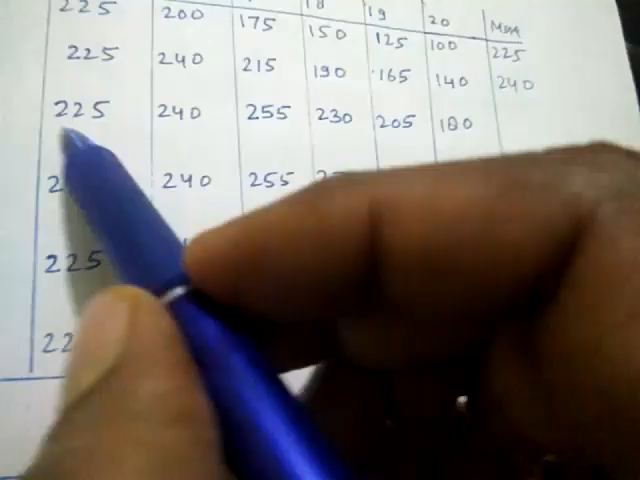 18 19 20 Max
225 200 175 150 125 100 225
225 240 215 190 165 140 240
225 240 255 230 205 180
240 255
225